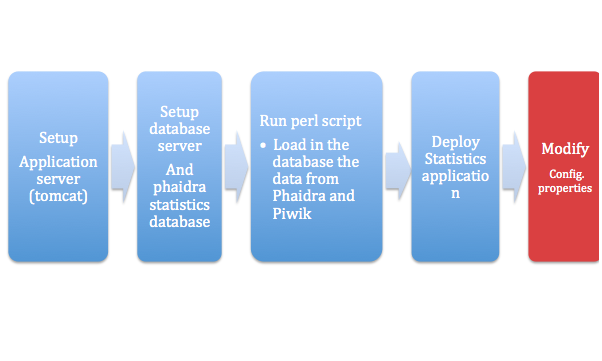 Setup
Application
server
(tomcat)
Setup
database
server
And
phaidra
statistics
database
Run perl script
• Load in the
database the
data from
Phaidra and
Piwik
Deploy
Statistics
applicatio
n
Modify
Config.
properties